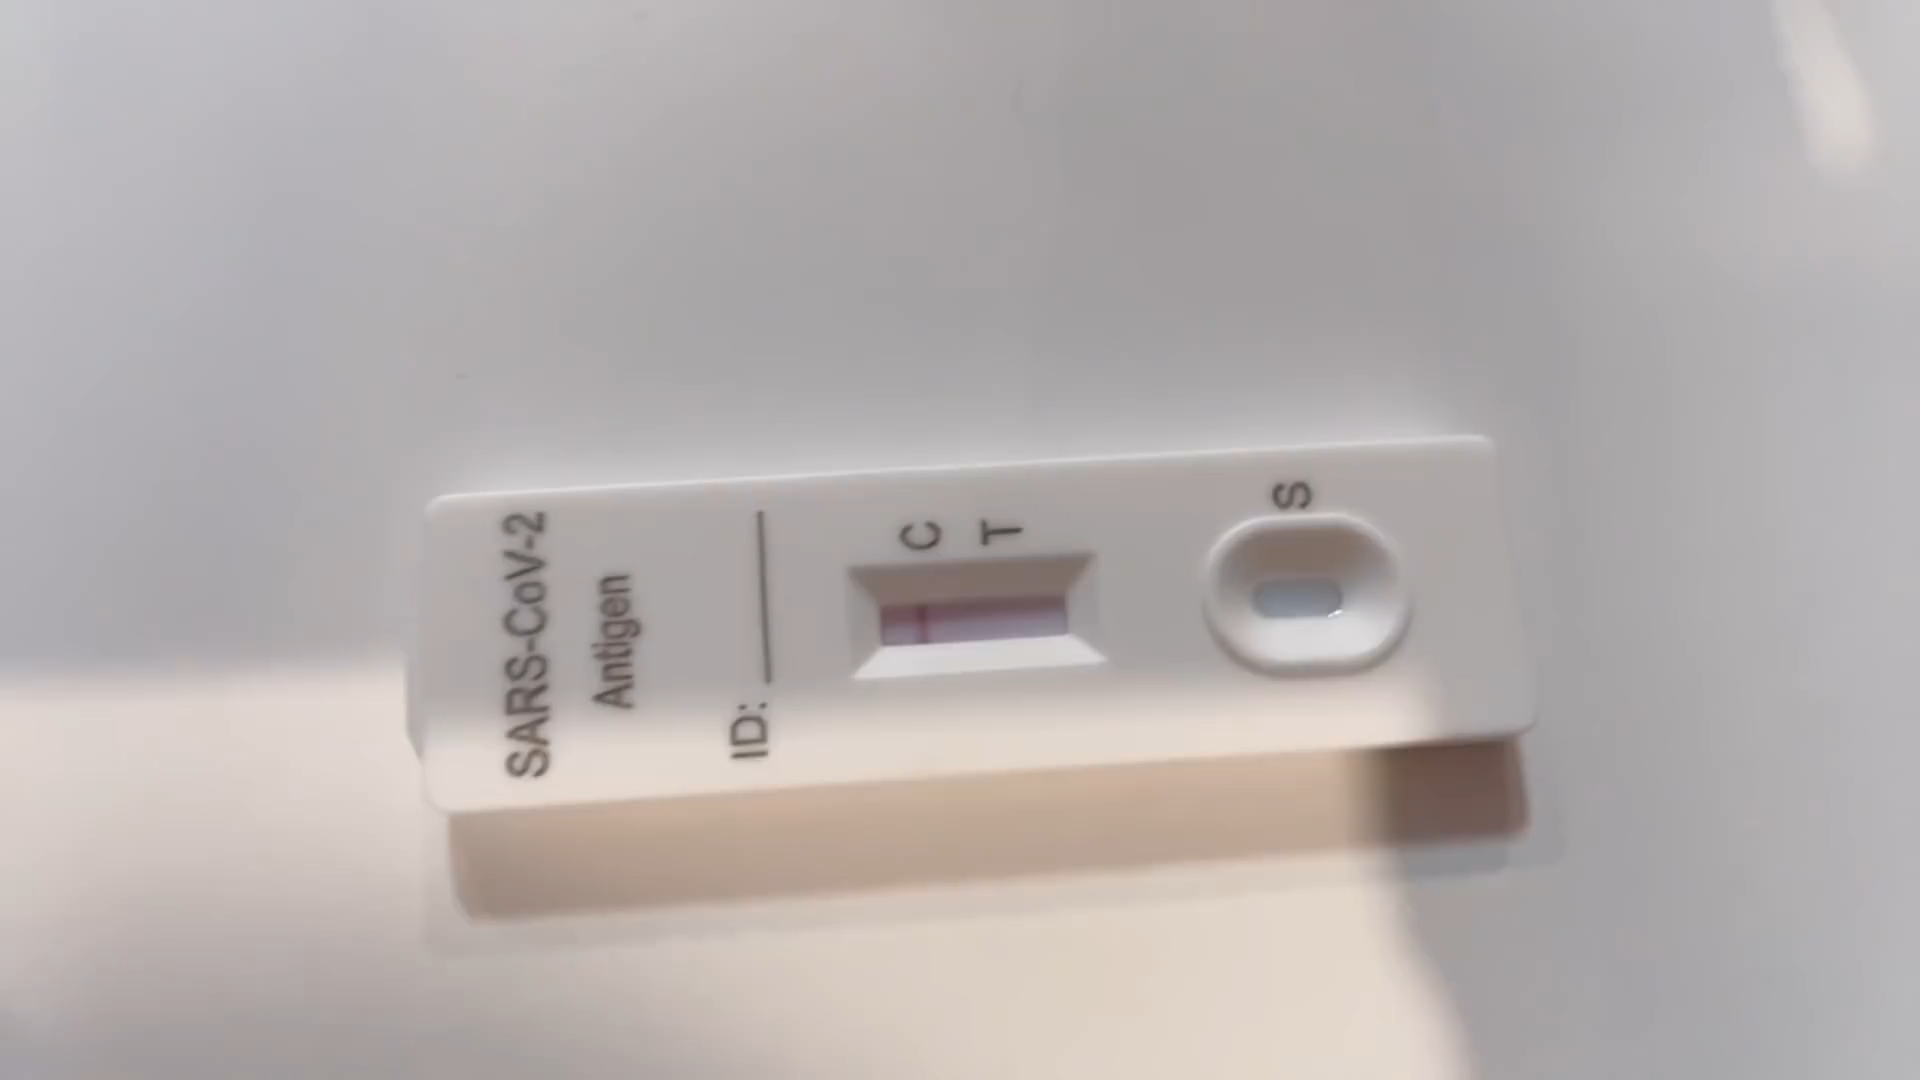 SARS-CoV-2
Antigen
ID:
C
T
S